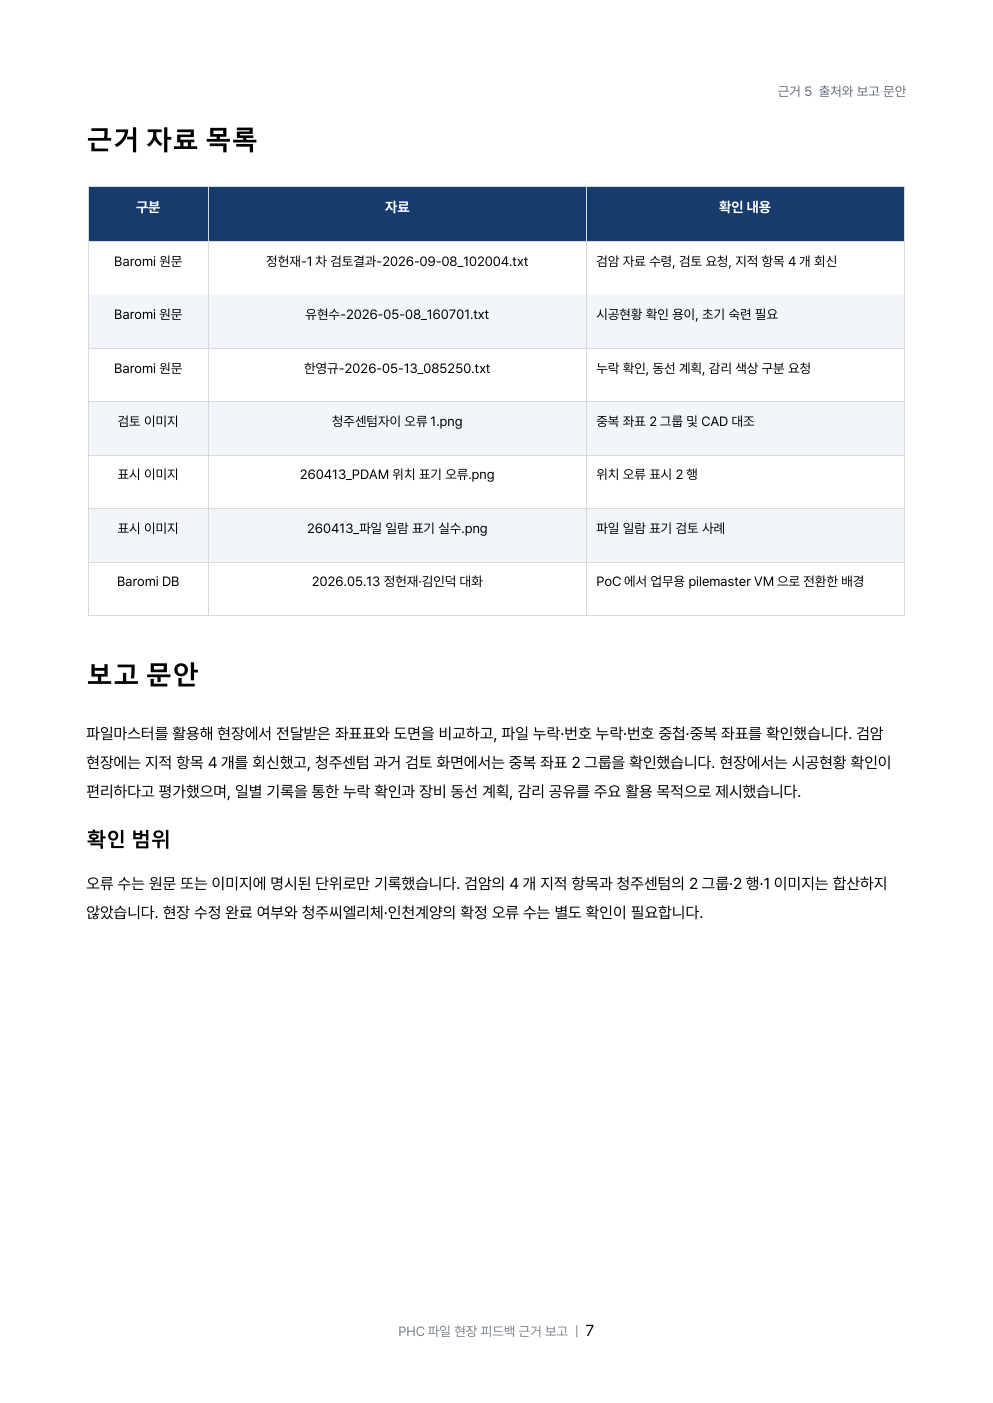 근거 5 출처와 보고 문안
근거 자료 목록
구분 자료 확인 내용
Baromi 원문 정헌재-1 차 검토결과-2026-09-08_102004.txt 검암 자료 수령, 검토 요청, 지적 항목 4 개 회신
Baromi 원문 유현수-2026-05-08_160701.txt 시공현황 확인 용이, 초기 숙련 필요
Baromi 원문 한영규-2026-05-13_085250.txt 누락 확인, 동선 계획, 감리 색상 구분 요청
검토 이미지 청주센텀자이 오류 1.png 중복 좌표 2 그룹 및 CAD 대조
표시 이미지 260413_PDAM 위치 표기 오류.png 위치 오류 표시 2 행
표시 이미지 260413_파일 일람 표기 실수.png 파일 일람 표기 검토 사례
Baromi DB 2026.05.13 정헌재·김인덕 대화 PoC 에서 업무용 pilemaster VM 으로 전환한 배경
보고 문안
파일마스터를 활용해 현장에서 전달받은 좌표표와 도면을 비교하고, 파일 누락·번호 누락·번호 중첩·중복 좌표를 확인했습니다. 검암
현장에는 지적 항목 4 개를 회신했고, 청주센텀 과거 검토 화면에서는 중복 좌표 2 그룹을 확인했습니다. 현장에서는 시공현황 확인이
편리하다고 평가했으며, 일별 기록을 통한 누락 확인과 장비 동선 계획, 감리 공유를 주요 활용 목적으로 제시했습니다.
확인 범위
오류 수는 원문 또는 이미지에 명시된 단위로만 기록했습니다. 검암의 4 개 지적 항목과 청주센텀의 2 그룹·2 행·1 이미지는 합산하지
않았습니다. 현장 수정 완료 여부와 청주씨엘리체·인천계양의 확정 오류 수는 별도 확인이 필요합니다.
PHC 파일 현장 피드백 근거 보고 | 7